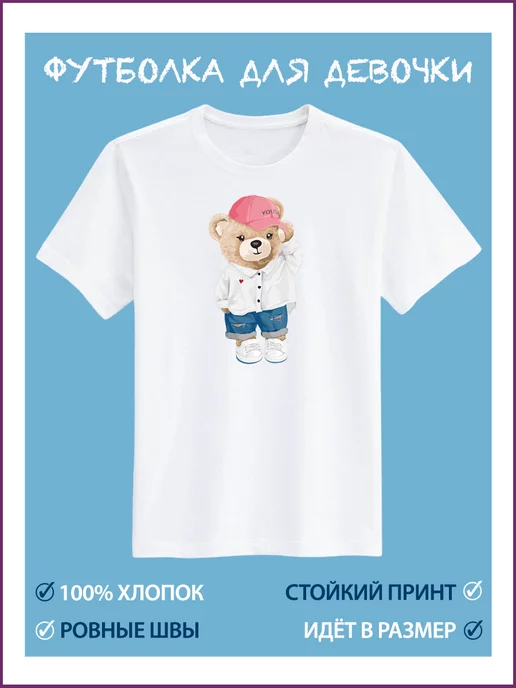 ФУТБОЛКА ДЛЯ ДЕВОЧКИ
100% ХЛОПОК
СТОЙКИЙ ПРИНТ
РОВНЫЕ ШВЫ
ИДЁТ В РАЗМЕР